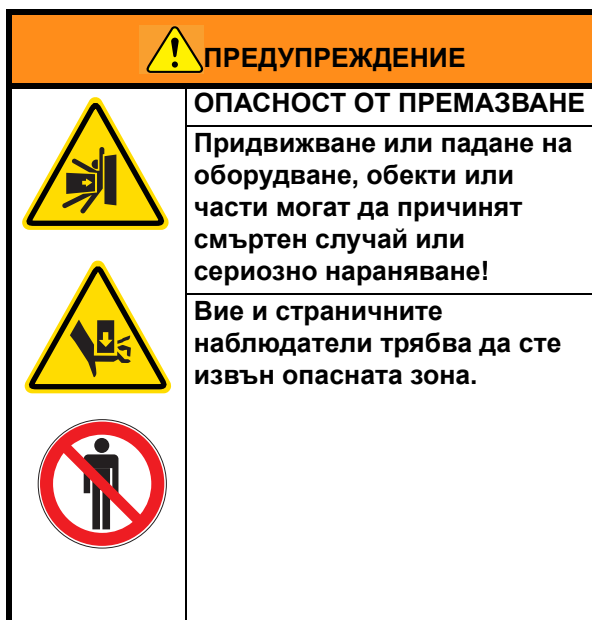 ПРЕДУПРЕЖДЕНИЕ
ОПАСНОСТ ОТ ПРЕМАЗВАНЕ
Придвижване или падане на
оборудване, обекти или
части могат да причинят
смъртен случай или
сериозно нараняване!
Вие и страничните
наблюдатели трябва да сте
извън опасната зона.